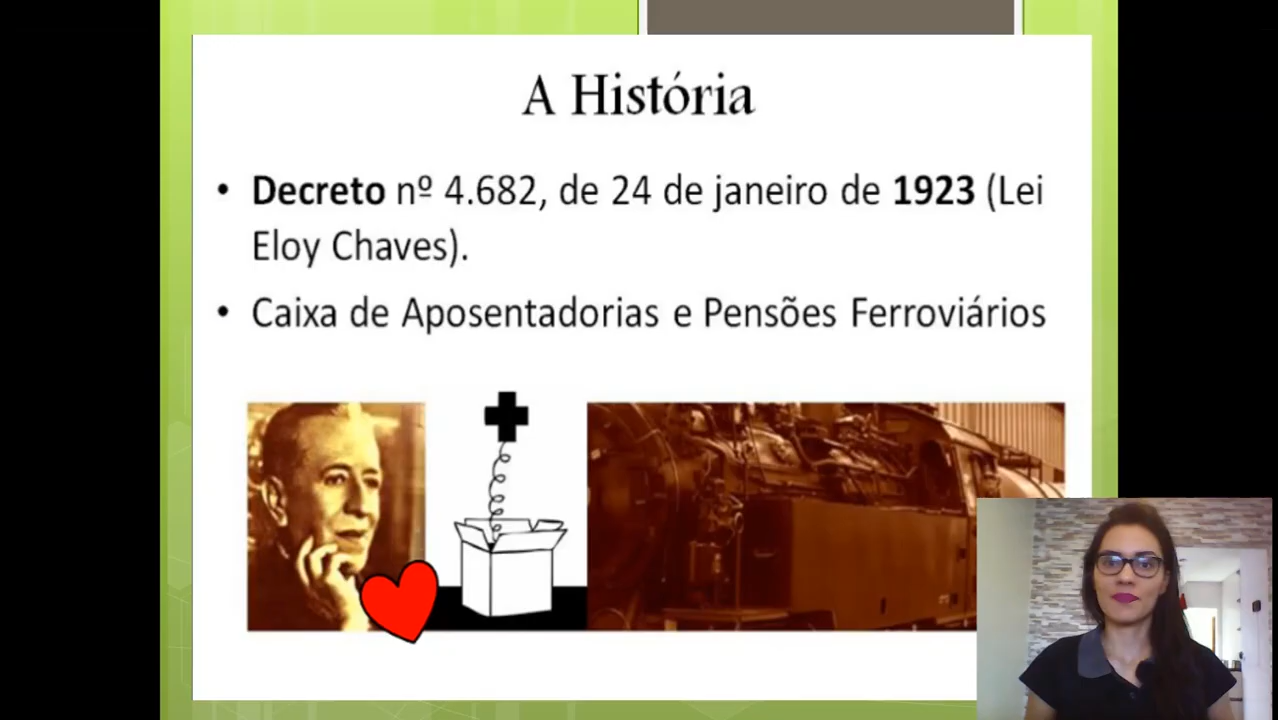 A História
• Decreto nº 4.682, de 24 de janeiro de 1923 (Lei
Eloy Chaves).
• Caixa de Aposentadorias e Pensões Ferroviários